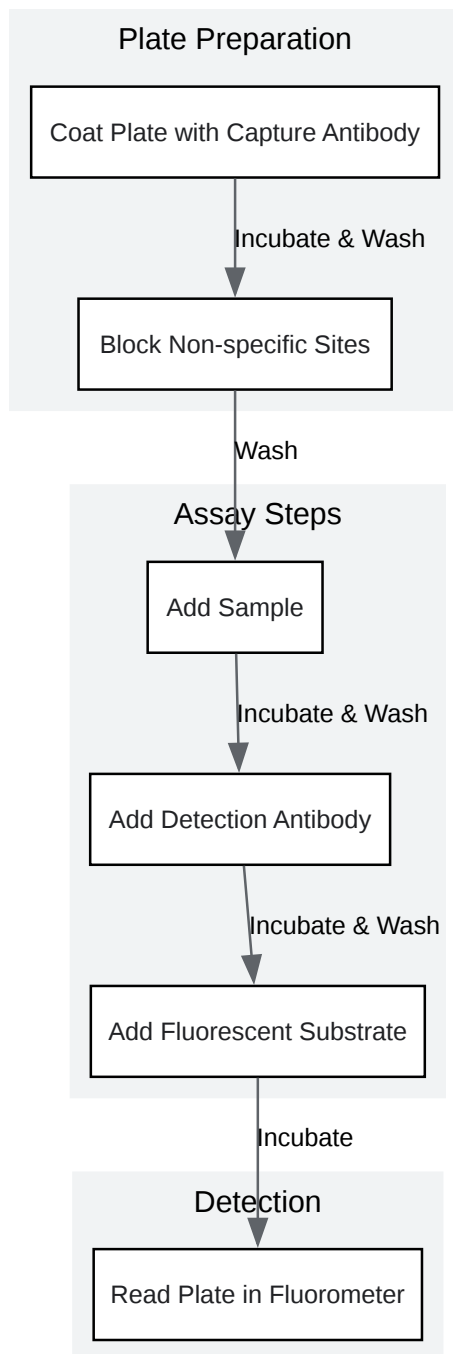 Plate Preparation
Coat Plate with Capture Antibody
Incubate & Wash
Block Non-specific Sites
Wash
Assay Steps
Add Sample
Incubate & Wash
Add Detection Antibody
Incubate & Wash
Add Fluorescent Substrate
Incubate
Detection
Read Plate in Fluorometer